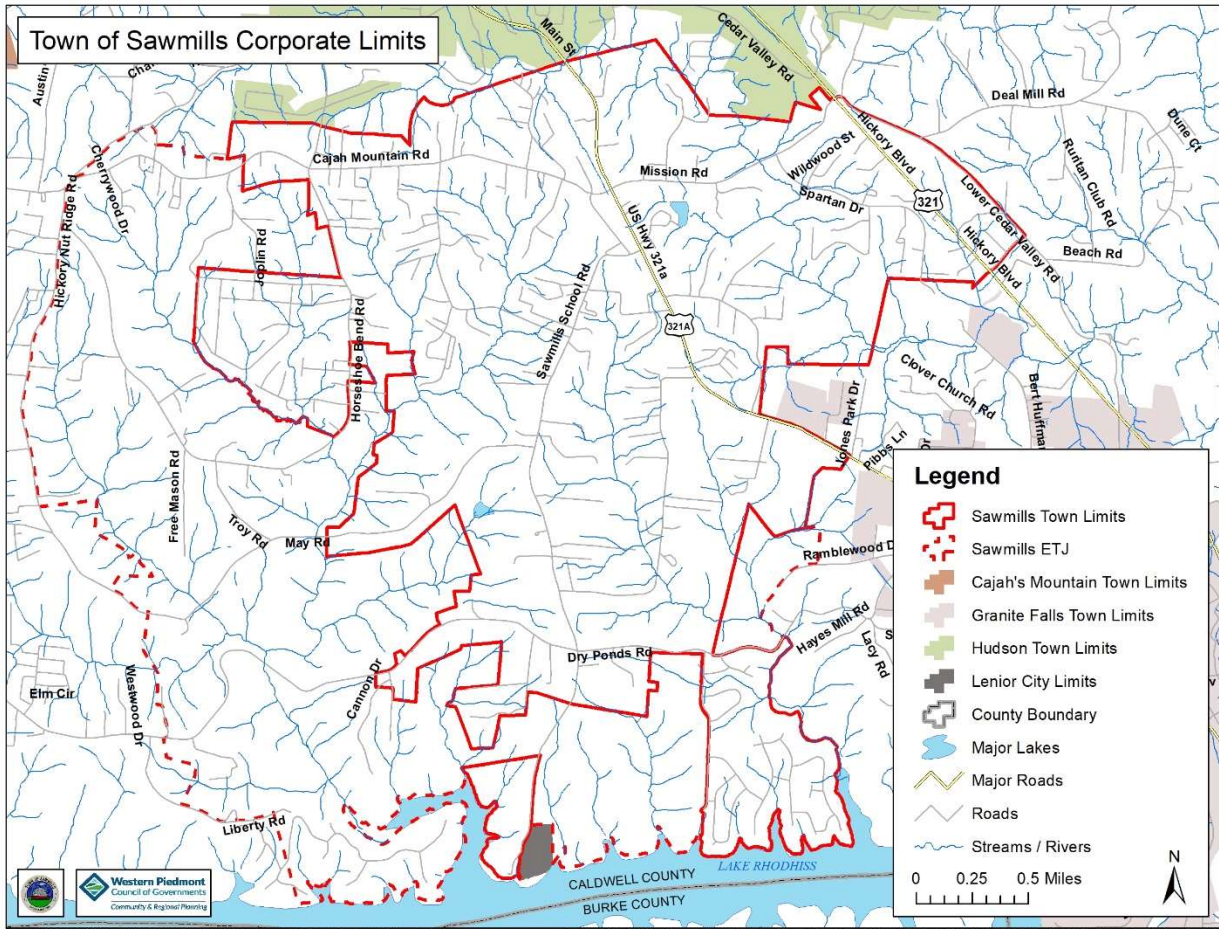 Town of Sawmills Corporate Limits
Main St
Cedar Valley Rd
Austin
Cha
Deal Mill Rd
Dune Ct
Hickory Blvd
Cajah Mountain Rd
Cherrywood Dr
Wildwood St
Runtan Club Rd
Mission Rd
Spartan Dr
321
Lower Cedar Valley Rd
Hickory Nut Ridge Rd
Joplin Rd
US Hwy 321a
Hickory Blvd
Beach Rd
Sawmills School Rd
321A
Horseshoe Bend Rd
Clover Church Rd
Bert Huffma
Jones Park Dr
Pibbs Ln
Dr
Free Mason Rd
Troy Rd
May Rd
Ramblewood D
Hayes Mill Rd
Lacy Rd
S
Dry Ponds Rd
Cannon Dr
Elm Cir
Westwood Dr
Liberty Rd
LAKE RHODHISS
CALDWELL COUNTY
BURKE COUNTY
Legend
Sawmills Town Limits
Sawmills ETJ
Cajah's Mountain Town Limits
Granite Falls Town Limits
Hudson Town Limits
Lenior City Limits
County Boundary
Major Lakes
Major Roads
Roads
Streams / Rivers
N
0 0.25 0.5 Miles
Western Piedmont
Council of Governments
Community & Regional Planning